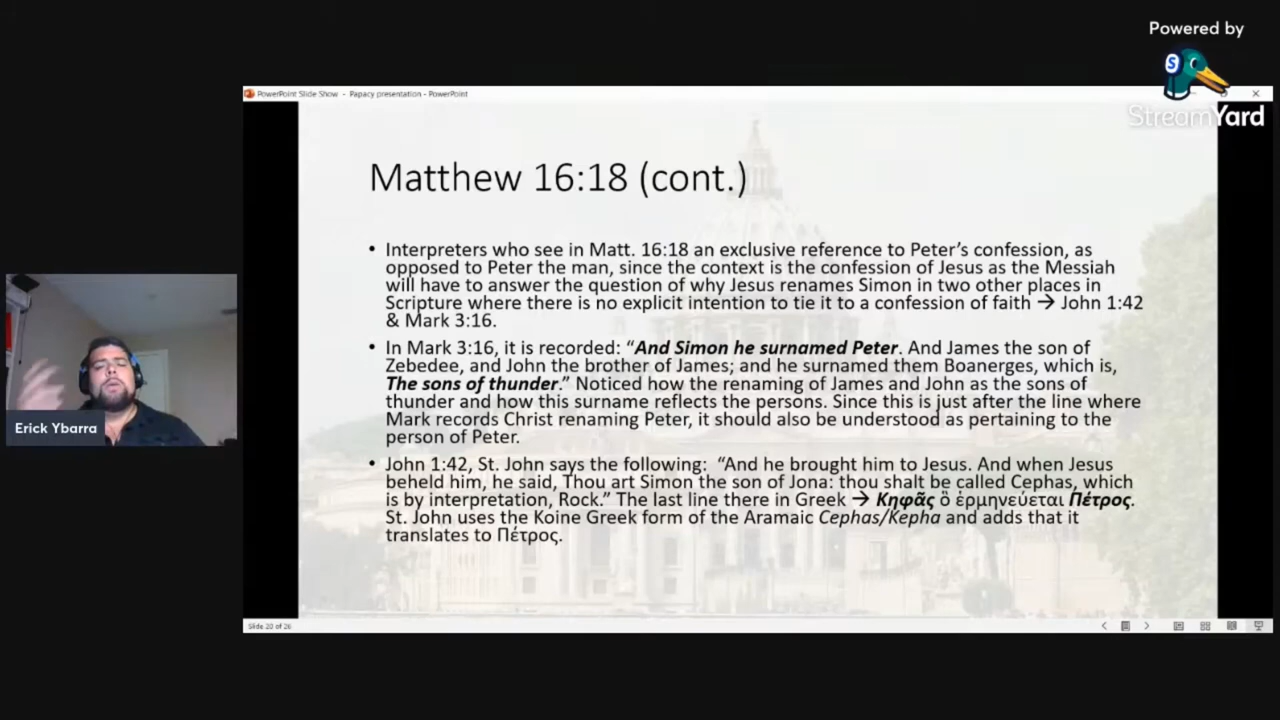 Powered by
S
StreamYard
PowerPoint Slide Show - Papacy presentation - PowerPoint
Matthew 16:18 (cont.)
• Interpreters who see in Matt. 16:18 an exclusive reference to Peter's confession, as
opposed to Peter the man, since the context is the confession of Jesus as the Messiah
will have to answer the question of why Jesus renames Simon in two other places in
Scripture where there is no explicit intention to tie it to a confession of faith → John 1:42
& Mark 3:16.
• In Mark 3:16, it is recorded: "And Simon he surnamed Peter. And James the son of
Zebedee, and John the brother of James; and he surnamed them Boanerges, which is,
The sons of thunder." Noticed how the renaming of James and John as the sons of
thunder and how this surname reflects the persons. Since this is just after the line where
Mark records Christ renaming Peter, it should also be understood as pertaining to the
person of Peter.
• John 1:42, St. John says the following: "And he brought him to Jesus. And when Jesus
beheld him, he said, Thou art Simon the son of Jona: thou shalt be called Cephas, which
is by interpretation, Rock." The last line there in Greek → Κηφᾶς ὃ ἑρμηνεύεται Πέτρος.
St. John uses the Koine Greek form of the Aramaic Cephas/Kepha and adds that it
translates to Πέτρος.
Erick Ybarra
Slide 20 of 26